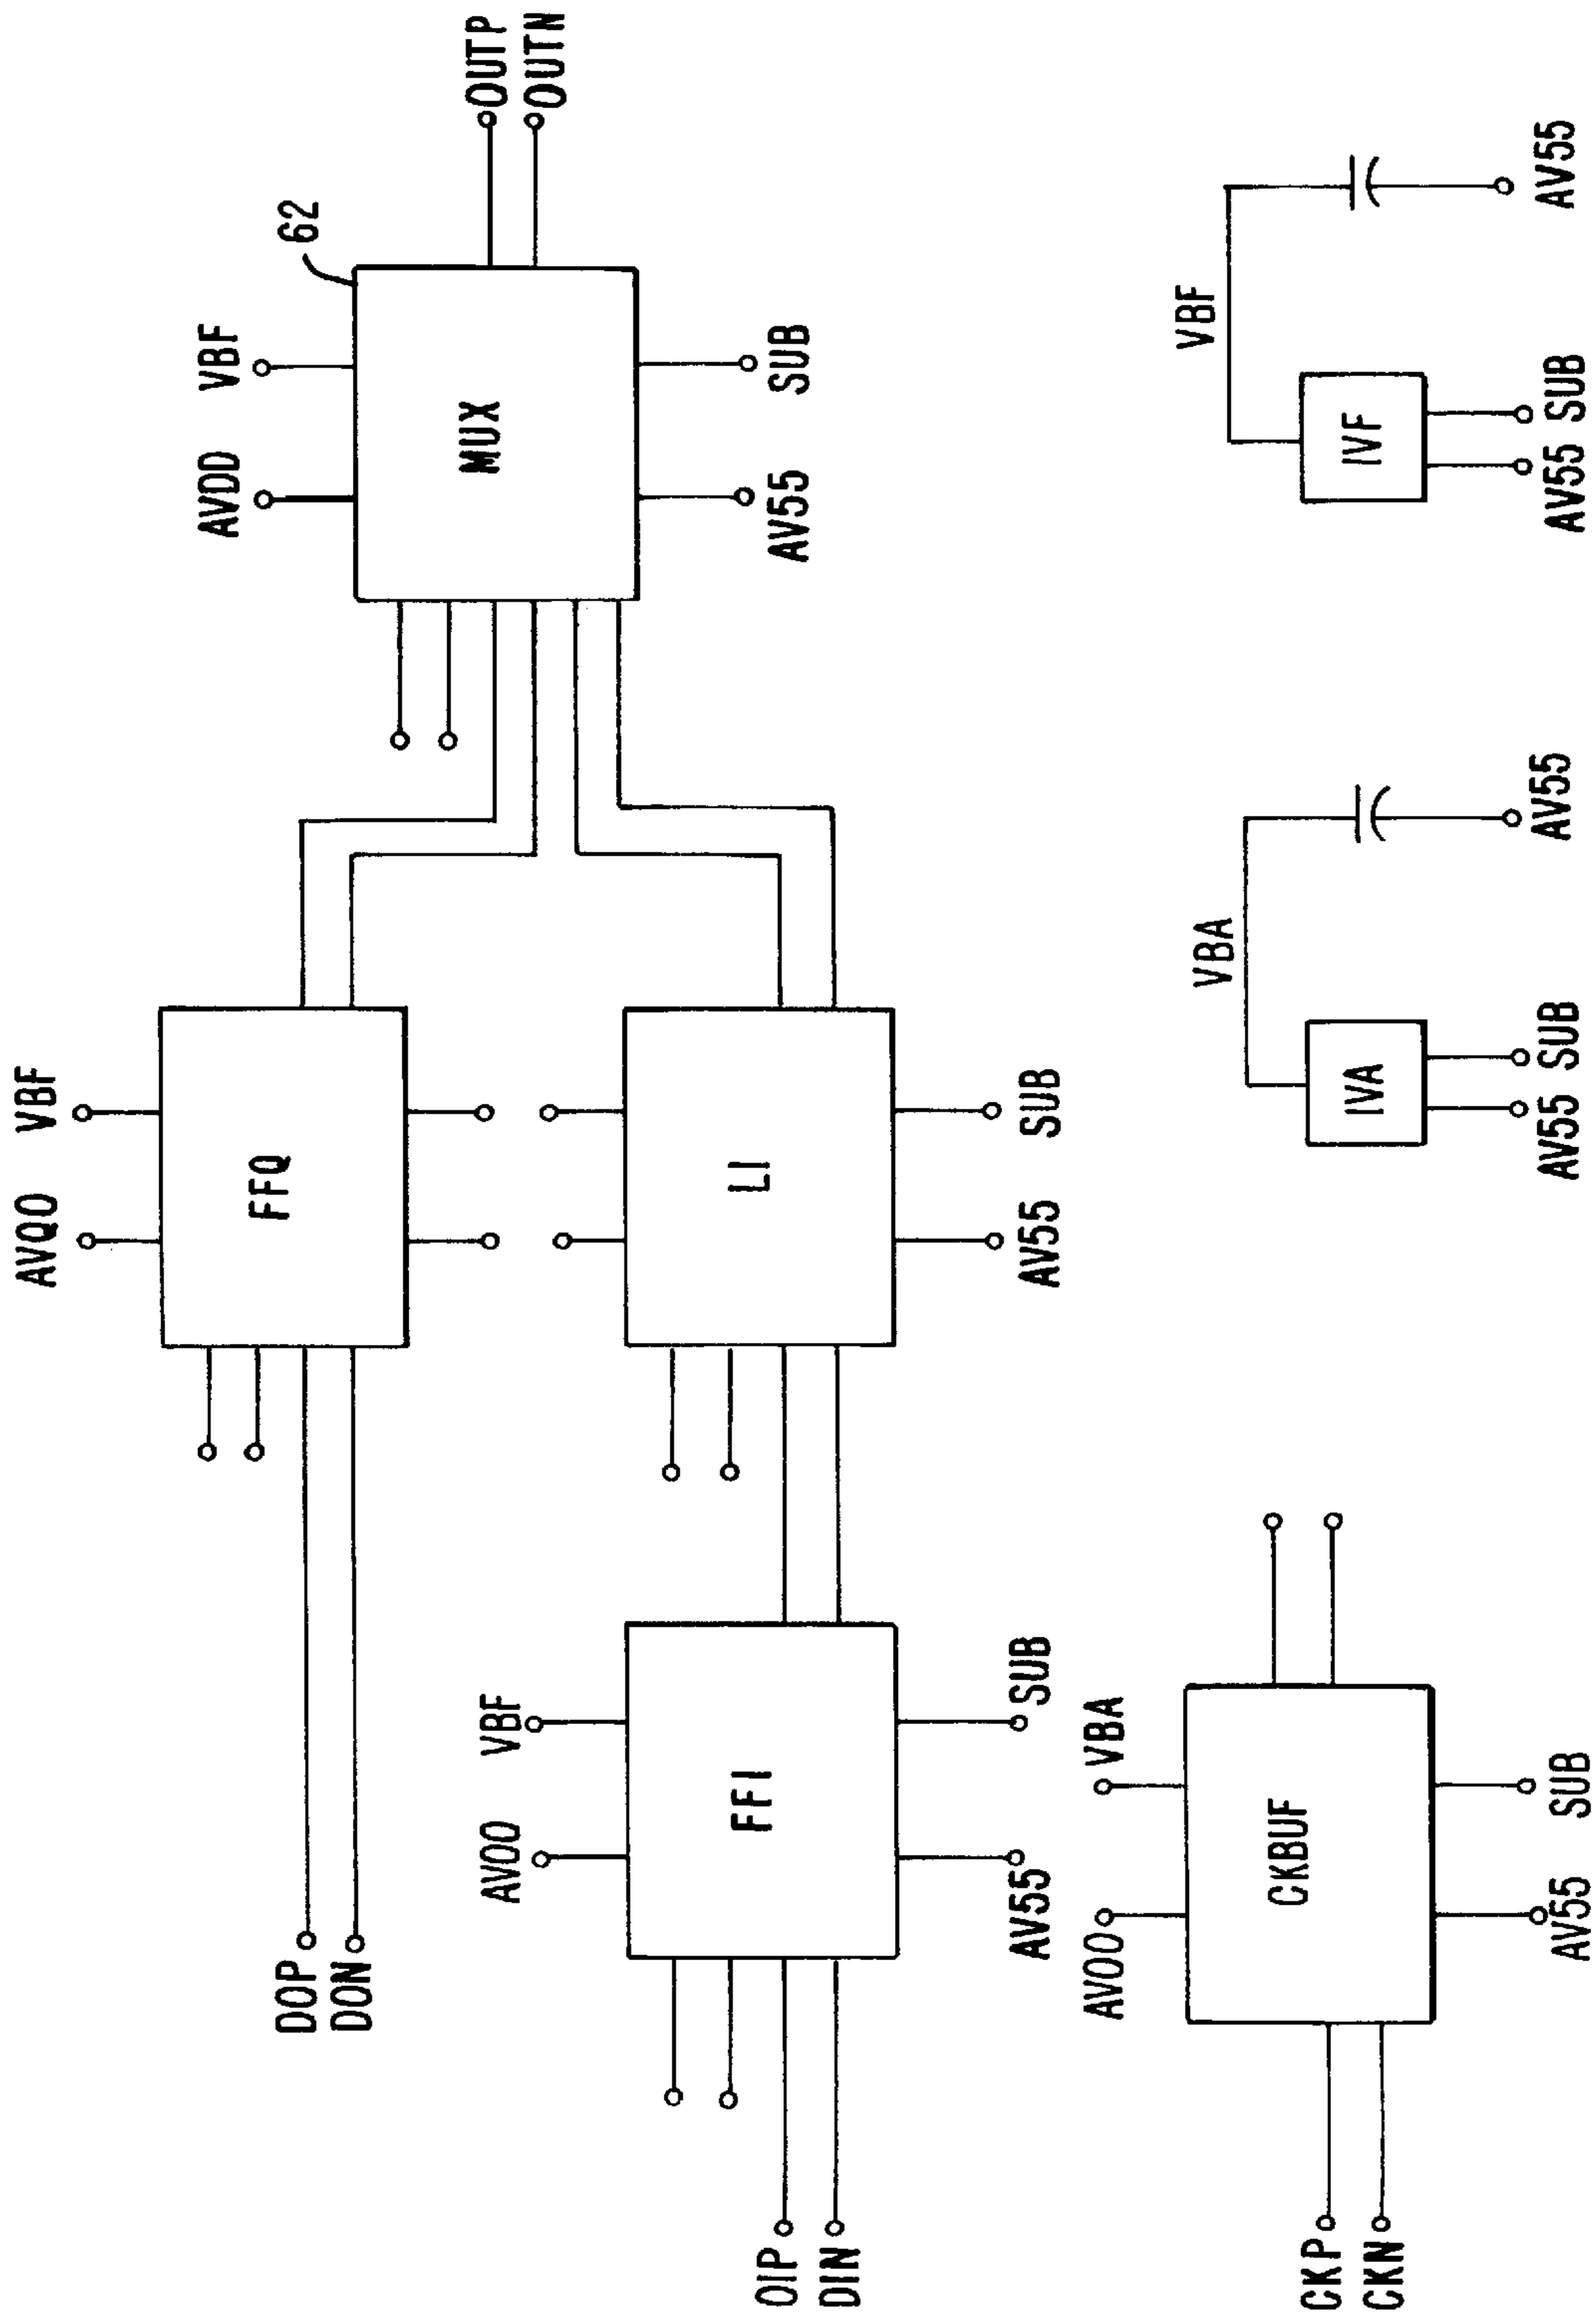 AVQO VBF
AVDD VBF
62
FFQ
DOP
DON
MUX
OUTP
OUTN
AVOO VBF
AV55 SUB
FFI
LI
OIP
DIN
AV55 SUB
AV55 SUB
AVOO VBA
VBA
VBF
CKBUF
CKP
CKN
IVA
IVF
AV55 SUB
AV55 SUB
AV55
AV55 SUB
AV55